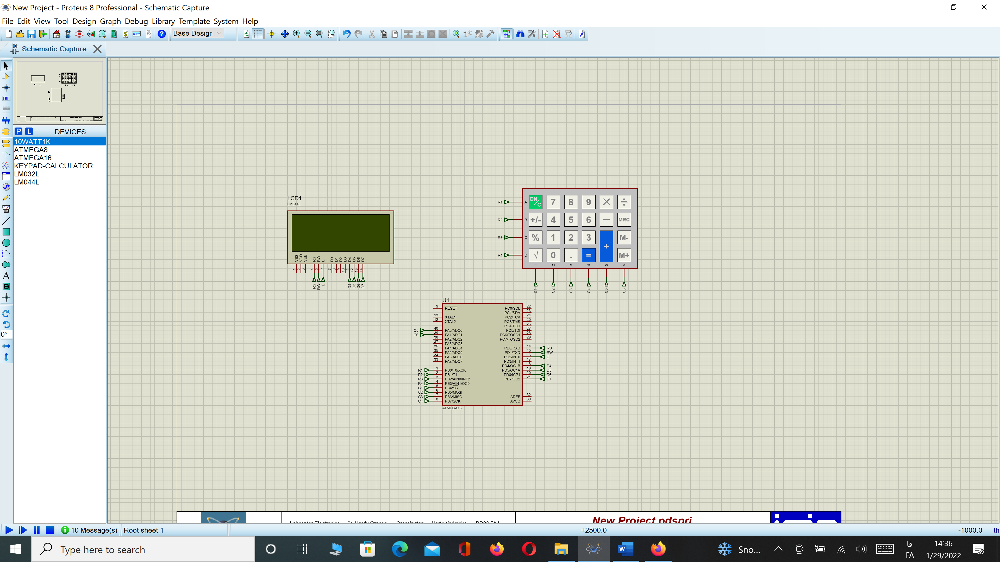 New Project - Proteus 8 Professional - Schematic Capture
File Edit View Tool Design Graph Debug Library Template System Help
Base Design
Schematic Capture
P L DEVICES
10WATT1K
ATMEGA8
ATMEGA16
KEYPAD-CALCULATOR
LM032L
LM044L
LBL
A
S
0°
LCD1
LM044L
VSS VDD VEE RS RW E D0 D1 D2 D3 D4 D5 D6 D7
1 2 3 4 5 6 7 8 9 10 11 12 13 14
RS RW E D4 D5 D6 D7
R1 A ON/C 7 8 9 × ÷
R2 B +/- 4 5 6 − MRC
R3 C % 1 2 3 + M-
R4 D √ 0 . = M+
1 2 3 4 5 6
C1 C2 C3 C4 C5 C6
U1
9 RESET PC0/SCL 22
PC1/SDA 23
13 XTAL1 PC2/TCK 24
12 XTAL2 PC3/TMS 25
PC4/TDO 26
C5 40 PA0/ADC0 PC5/TDI 27
C6 39 PA1/ADC1 PC6/TOSC1 28
38 PA2/ADC2 PC7/TOSC2 29
37 PA3/ADC3
36 PA4/ADC4 PD0/RXD 14 RS
35 PA5/ADC5 PD1/TXD 15 RW
34 PA6/ADC6 PD2/INT0 16 E
33 PA7/ADC7 PD3/INT1 17
PD4/OC1B 18 D4
R1 1 PB0/T0/XCK PD5/OC1A 19 D5
R2 2 PB1/T1 PD6/ICP1 20 D6
R3 3 PB2/AIN0/INT2 PD7/OC2 21 D7
R4 4 PB3/AIN1/OC0
C1 5 PB4/SS
C2 6 PB5/MOSI
C3 7 PB6/MISO AREF 32
C4 8 PB7/SCK AVCC 30
ATMEGA16
Labcenter Electronics 21 Hardy Grange Grassington North Yorkshire BD23 5AJ
New Project.pdsprj
10 Message(s) Root sheet 1 +2500.0 -1000.0 th
Type here to search
Sno...
فا
FA
14:36
1/29/2022